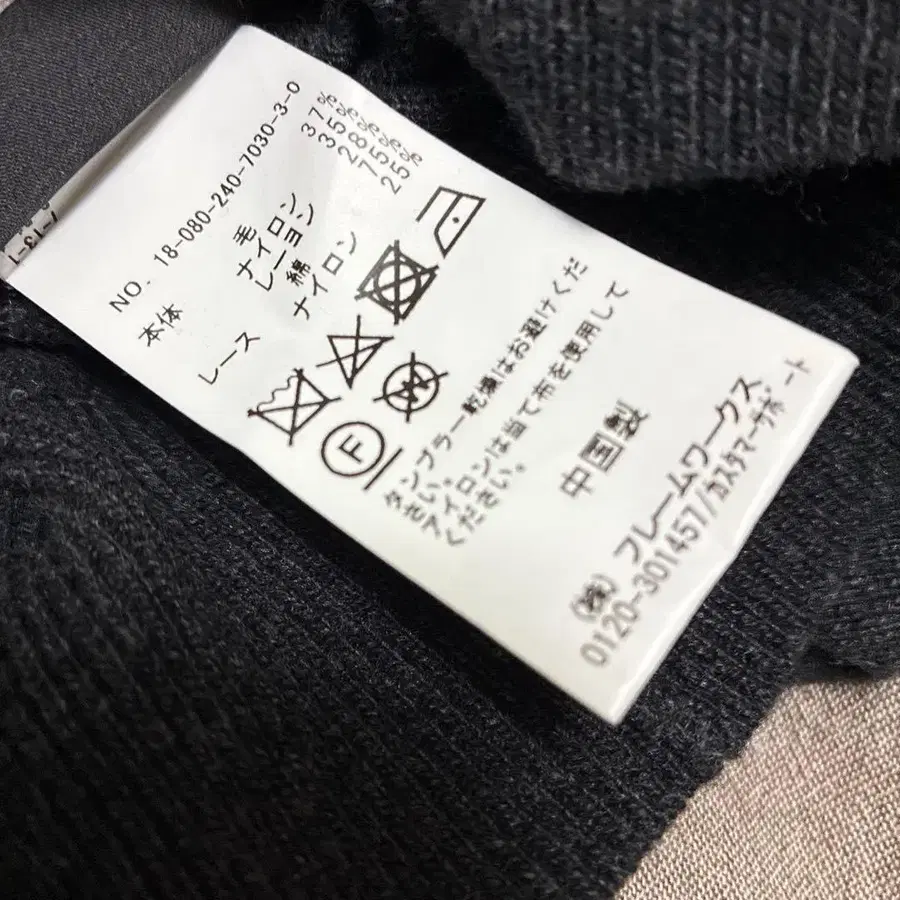 NO. 18-080-240-7030-3-0
本体 毛 37%
ナイロン 35%
レーヨン 28%
レース 綿 75%
ナイロン 25%
F W
タンブラー乾燥はお避けくだ
さい。
アイロンは当て布を使用して
ください。
中国製
(株) フレームワークス
0120-301457/カスタマーサポート